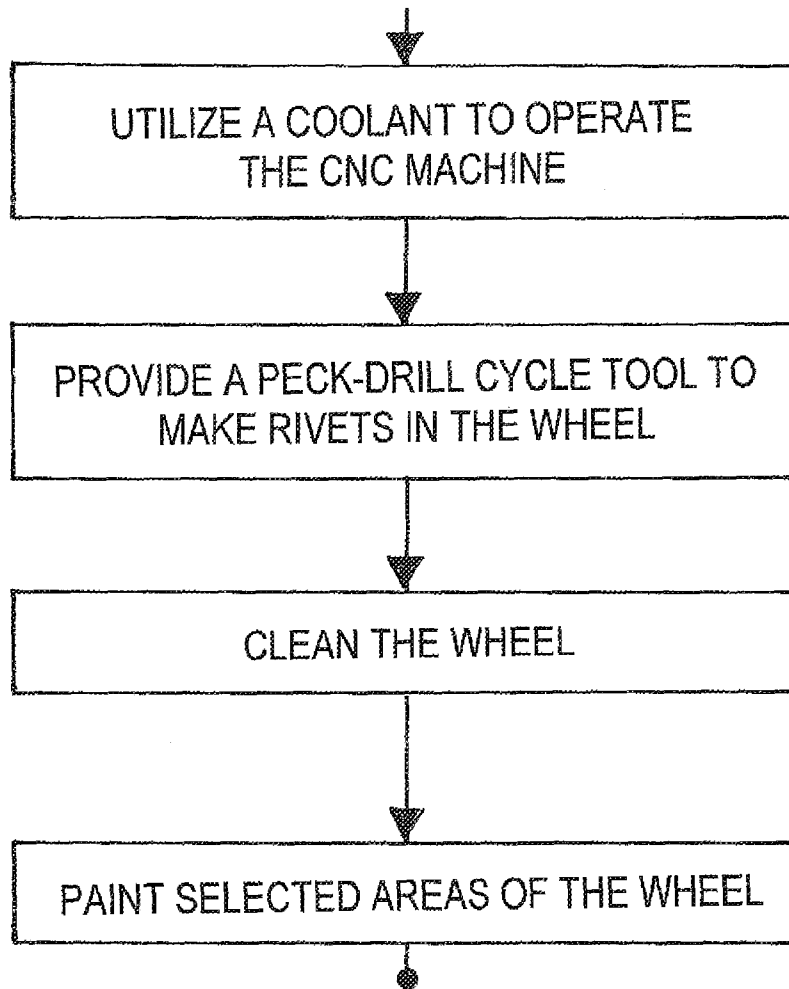 UTILIZE A COOLANT TO OPERATE
THE CNC MACHINE
PROVIDE A PECK-DRILL CYCLE TOOL TO
MAKE RIVETS IN THE WHEEL
CLEAN THE WHEEL
PAINT SELECTED AREAS OF THE WHEEL